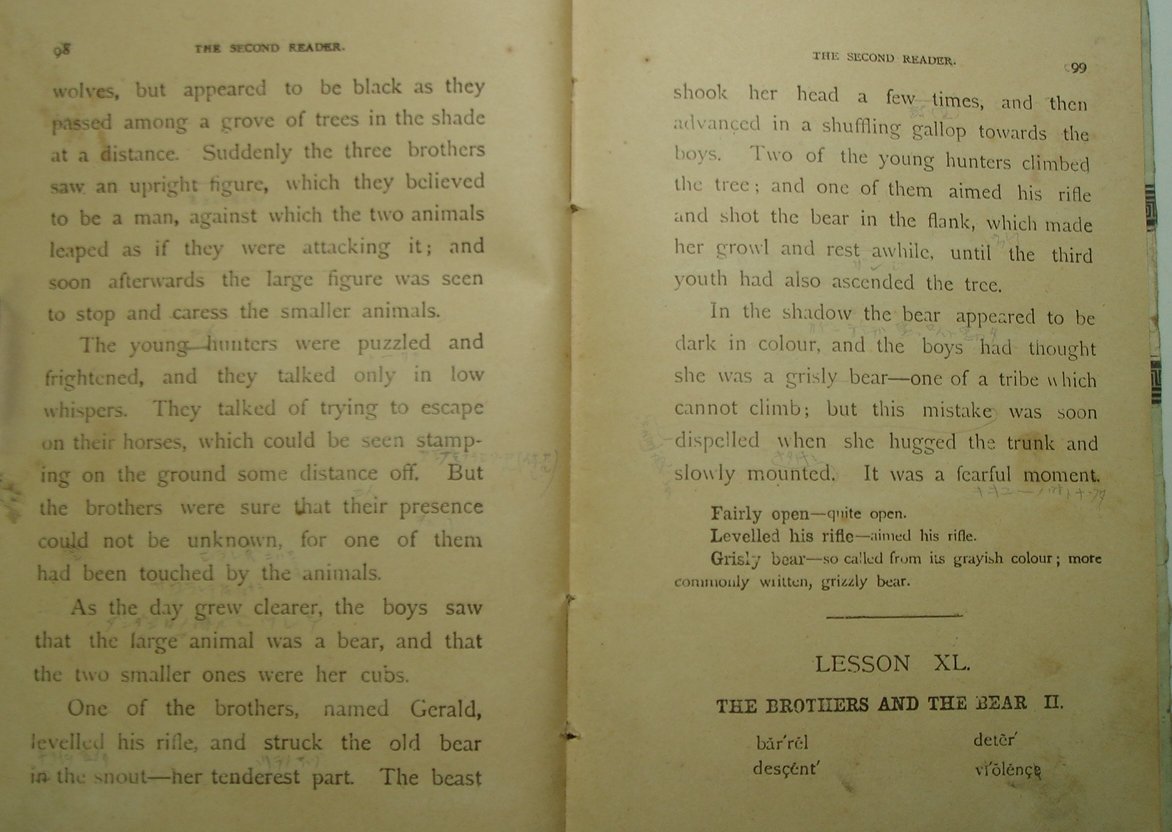 98
THE SECOND READER.
wolves, but appeared to be black as they
passed among a grove of trees in the shade
at a distance. Suddenly the three brothers
saw an upright figure, which they believed
to be a man, against which the two animals
leaped as if they were attacking it; and
soon afterwards the large figure was seen
to stop and caress the smaller animals.
The young hunters were puzzled and
frightened, and they talked only in low
whispers. They talked of trying to escape
on their horses, which could be seen stamp-
ing on the ground some distance off. But
the brothers were sure that their presence
could not be unknown, for one of them
had been touched by the animals.
As the day grew clearer, the boys saw
that the large animal was a bear, and that
the two smaller ones were her cubs.
One of the brothers, named Gerald,
levelled his rifle, and struck the old bear
in the snout—her tenderest part. The beast
THE SECOND READER.
99
shook her head a few times, and then
advanced in a shuffling gallop towards the
boys. Two of the young hunters climbed
the tree; and one of them aimed his rifle
and shot the bear in the flank, which made
her growl and rest awhile, until the third
youth had also ascended the tree.
In the shadow the bear appeared to be
dark in colour, and the boys had thought
she was a grisly bear—one of a tribe which
cannot climb; but this mistake was soon
dispelled when she hugged the trunk and
slowly mounted. It was a fearful moment.
Fairly open—quite open.
Levelled his rifle—aimed his rifle.
Grisly bear—so called from its grayish colour; more
commonly written, grizzly bear.
LESSON XL.
THE BROTHERS AND THE BEAR II.
băr′rĕl
detẽr′
desçĕnt′
vī′ŏlĕnçe